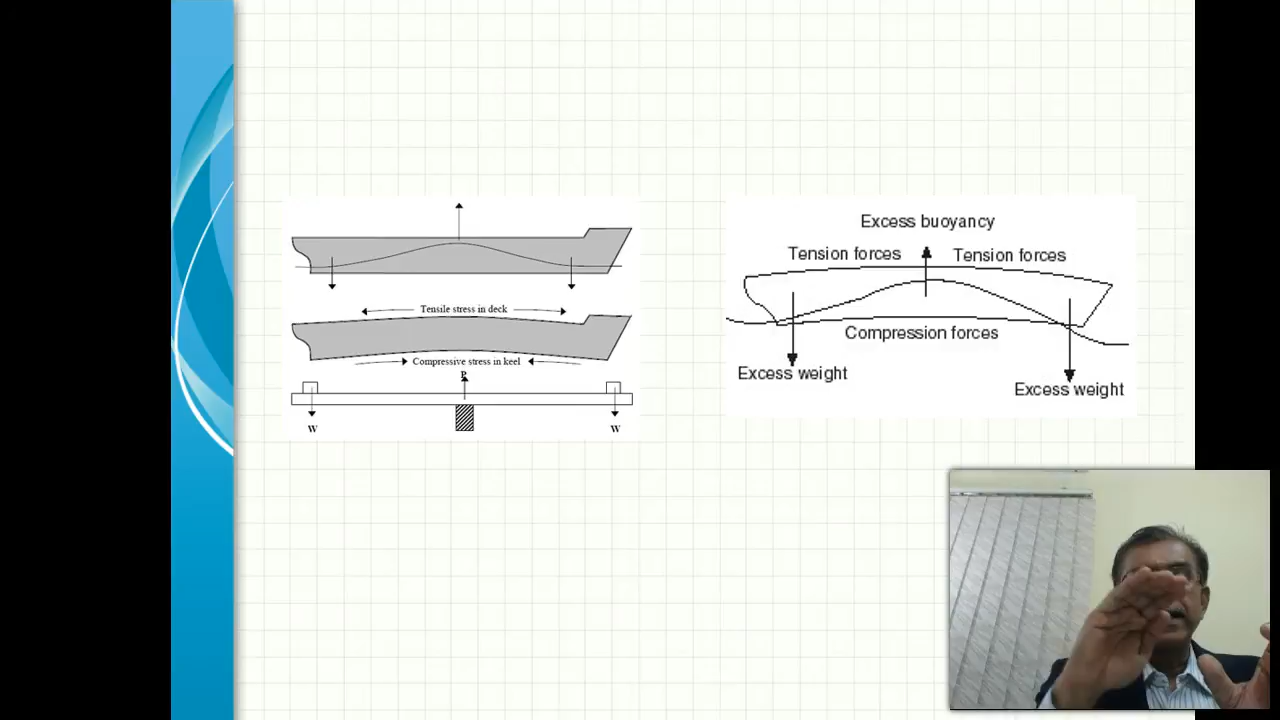 Tensile stress in deck
Compressive stress in keel
P
W
W
Excess buoyancy
Tension forces
Tension forces
Compression forces
Excess weight
Excess weight